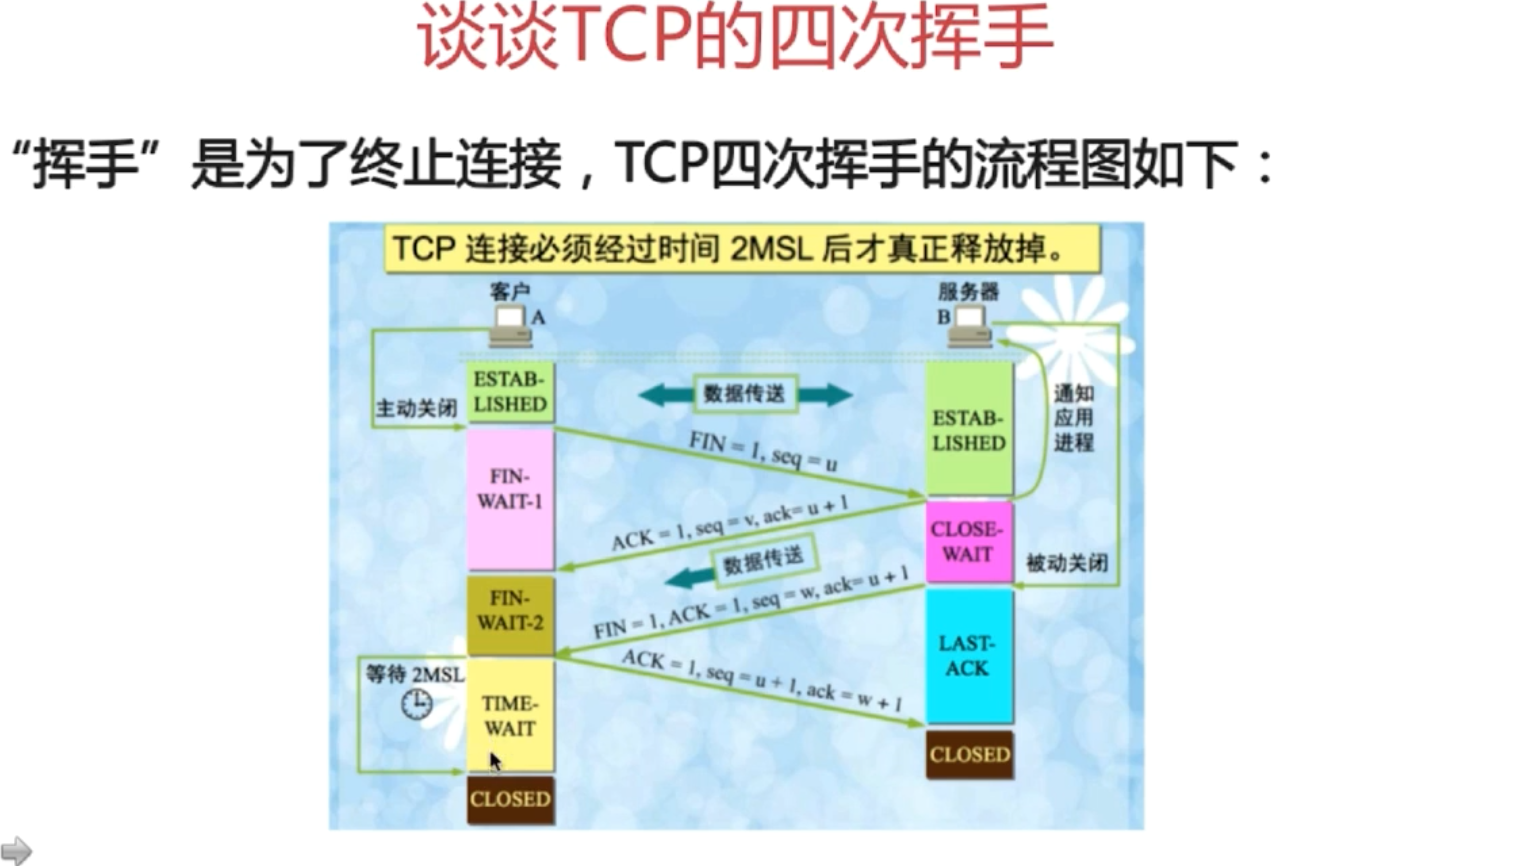 谈谈TCP的四次挥手
“挥手”是为了终止连接，TCP四次挥手的流程图如下：
TCP 连接必须经过时间 2MSL 后才真正释放掉。
客户
A
服务器
B
ESTAB-
LISHED
数据传送
ESTAB-
LISHED
通知
应用
进程
主动关闭
FIN = 1, seq = u
FIN-
WAIT-1
ACK = 1, seq = v, ack= u + 1
CLOSE-
WAIT
数据传送
被动关闭
FIN-
WAIT-2
FIN = 1, ACK = 1, seq = w, ack= u + 1
LAST-
ACK
等待 2MSL
ACK = 1, seq = u + 1, ack = w + 1
TIME-
WAIT
CLOSED
CLOSED